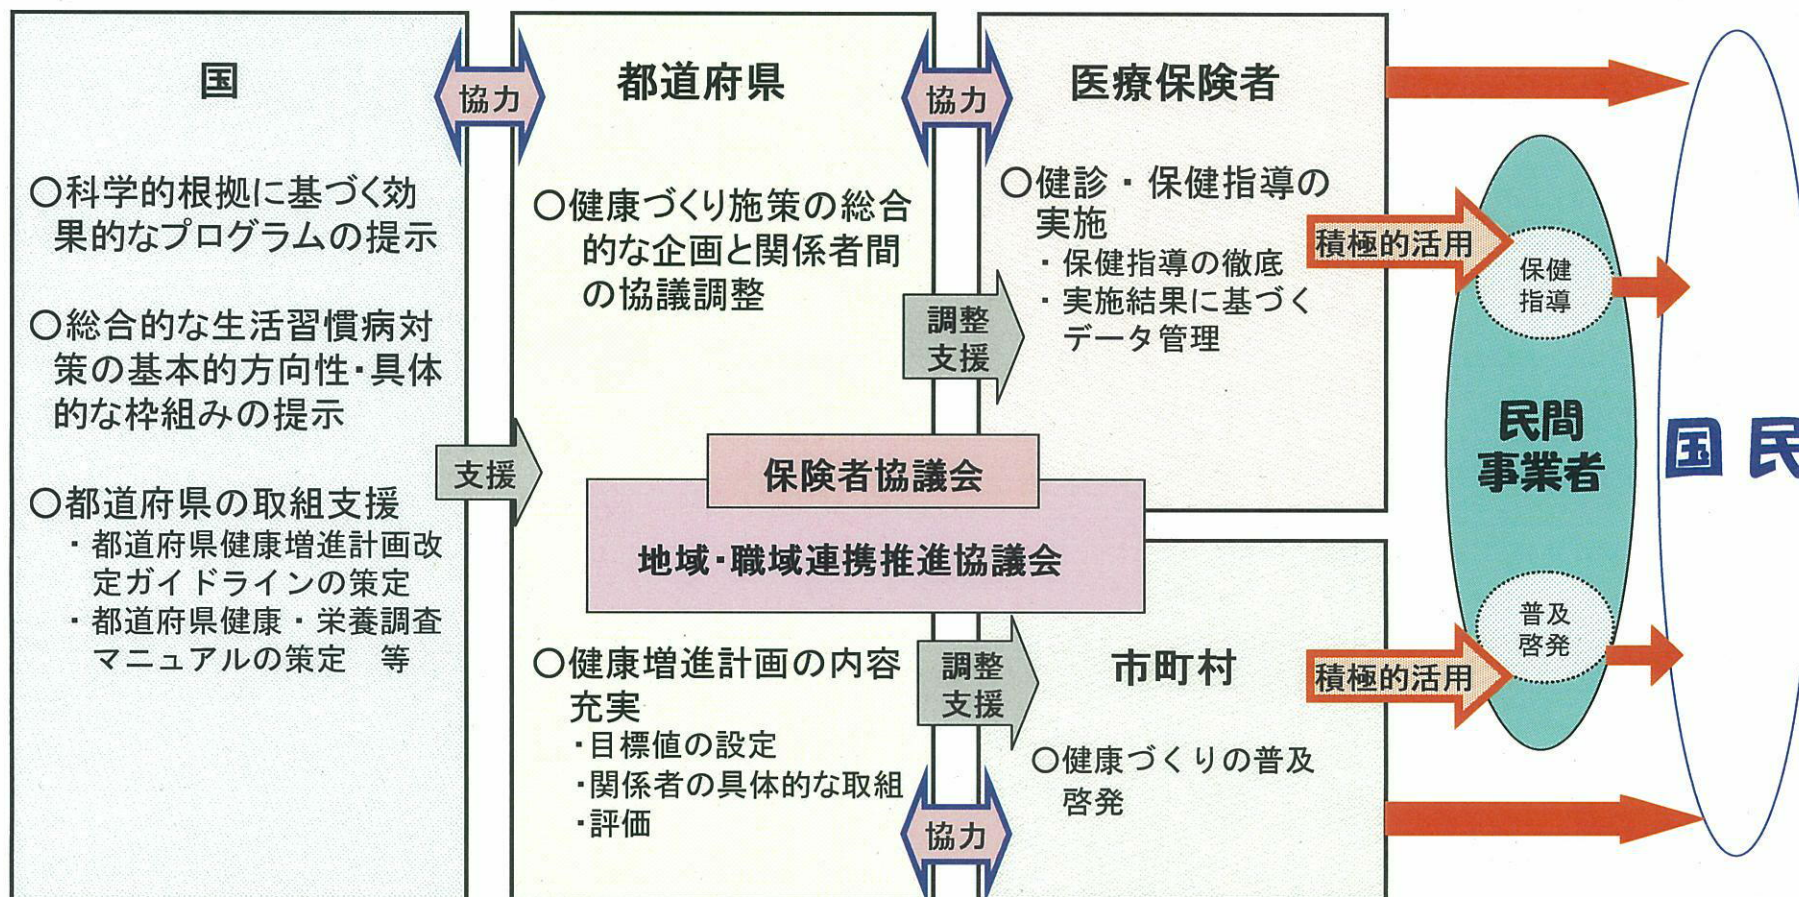 国
○科学的根拠に基づく効
果的なプログラムの提示
○総合的な生活習慣病対
策の基本的方向性・具体
的な枠組みの提示
○都道府県の取組支援
・都道府県健康増進計画改
定ガイドラインの策定
・都道府県健康・栄養調査
マニュアルの策定　等
協力
支援
都道府県
○健康づくり施策の総合
的な企画と関係者間
の協議調整
保険者協議会
地域・職域連携推進協議会
○健康増進計画の内容
充実
・目標値の設定
・関係者の具体的な取組
・評価
協力
調整
支援
調整
支援
協力
医療保険者
○健診・保健指導の
実施
・保健指導の徹底
・実施結果に基づく
データ管理
市町村
○健康づくりの普及
啓発
積極的活用
積極的活用
保健
指導
民間
事業者
普及
啓発
国民